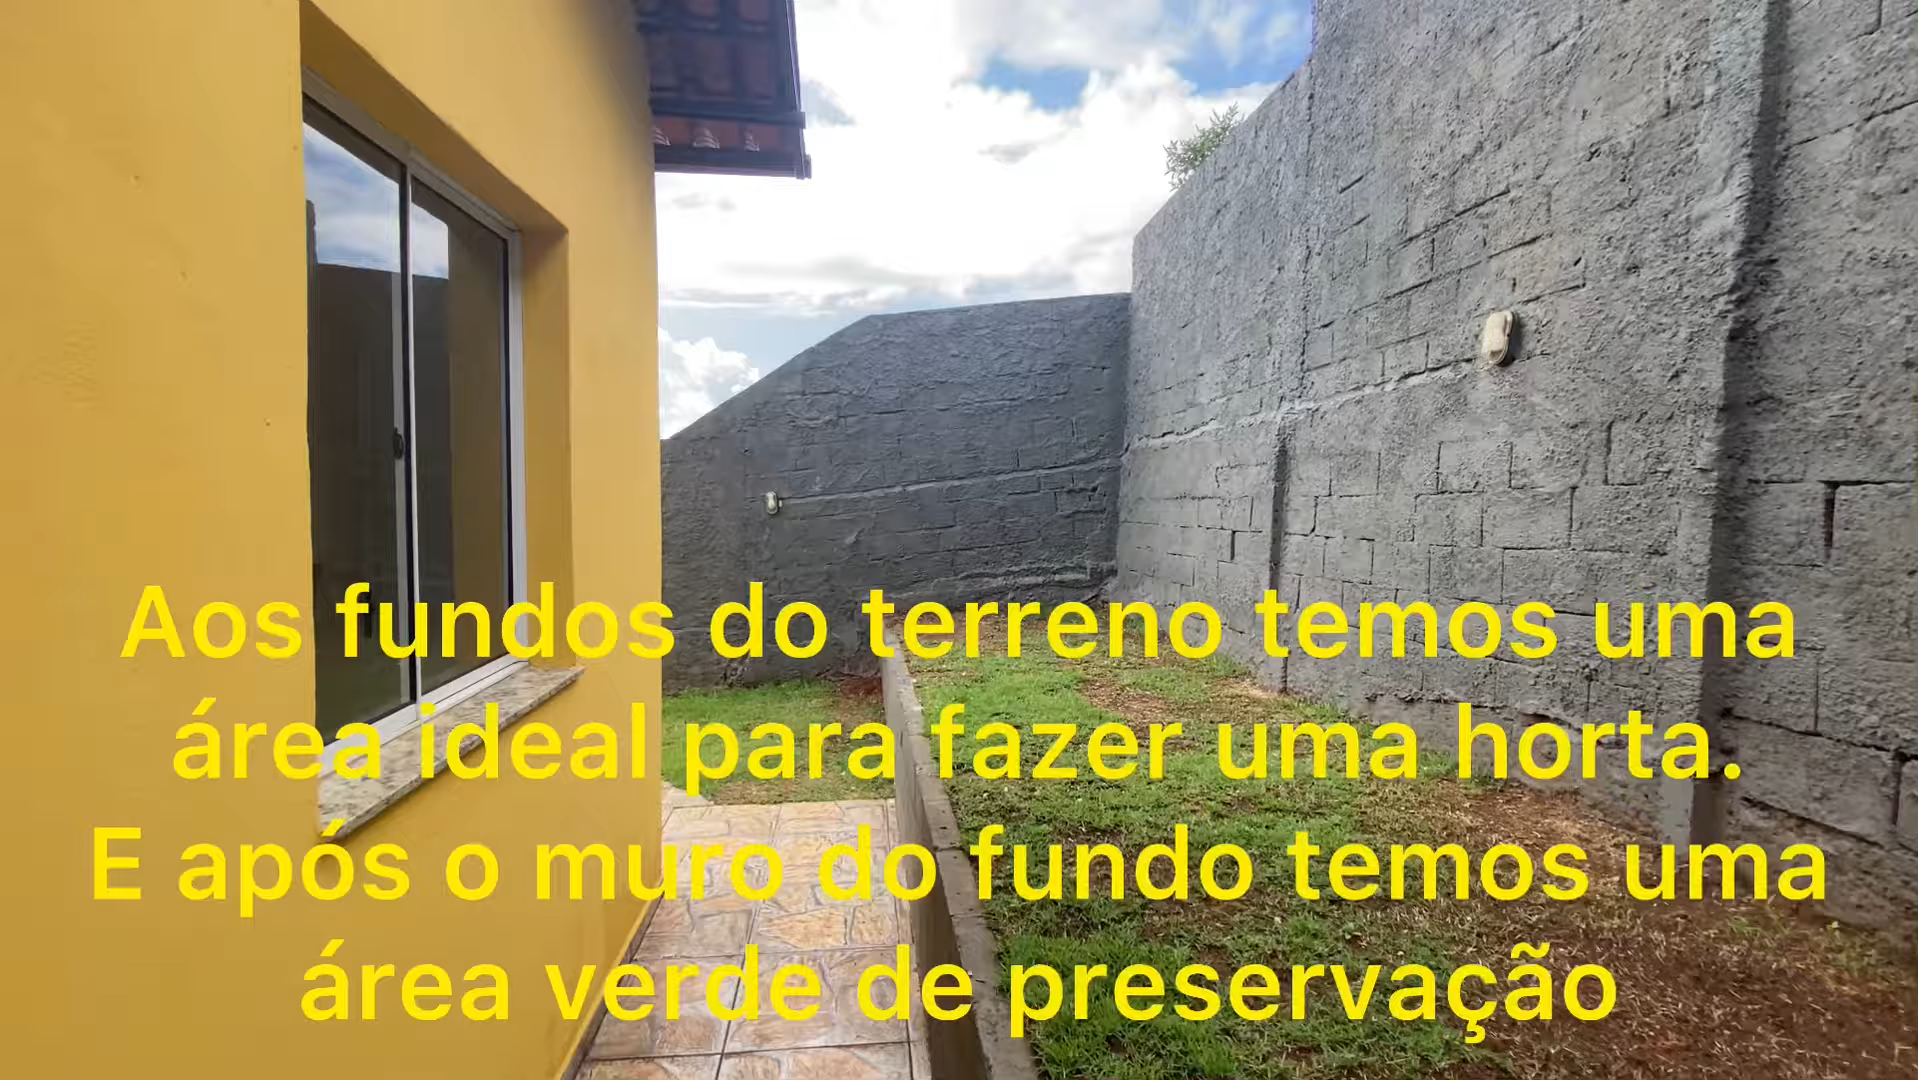 Aos fundos do terreno temos uma
área ideal para fazer uma horta.
E após o muro do fundo temos uma
área verde de preservação